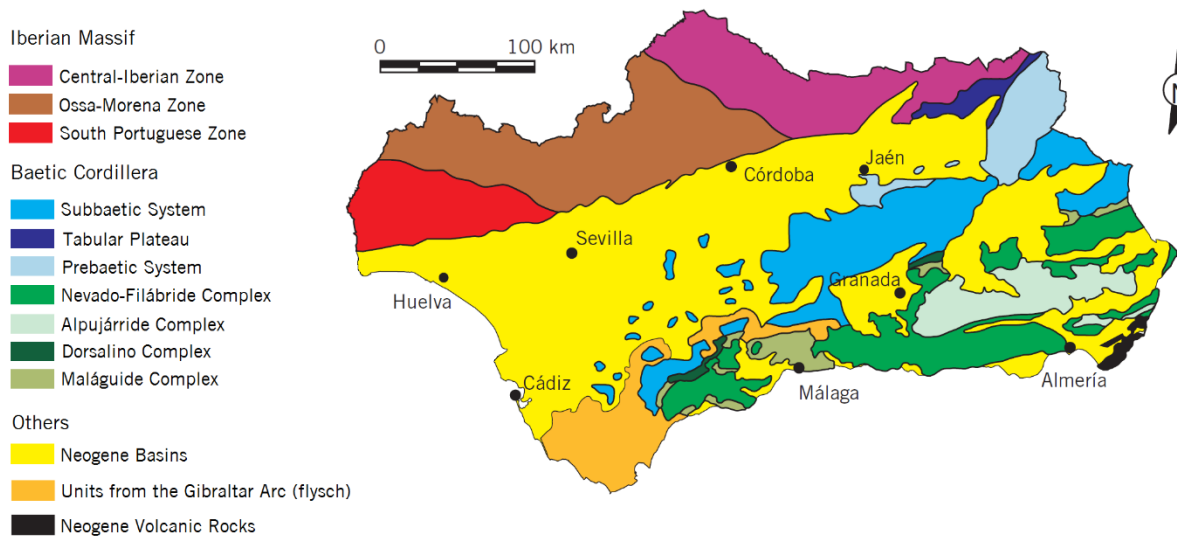 Iberian Massif
Central-Iberian Zone
Ossa-Morena Zone
South Portuguese Zone
Baetic Cordillera
Subbaetic System
Tabular Plateau
Prebaetic System
Nevado-Filábride Complex
Alpujárride Complex
Dorsalino Complex
Maláguide Complex
Others
Neogene Basins
Units from the Gibraltar Arc (flysch)
Neogene Volcanic Rocks
0 100 km
N
Jaén
Córdoba
Sevilla
Granada
Huelva
Cádiz
Málaga
Almería